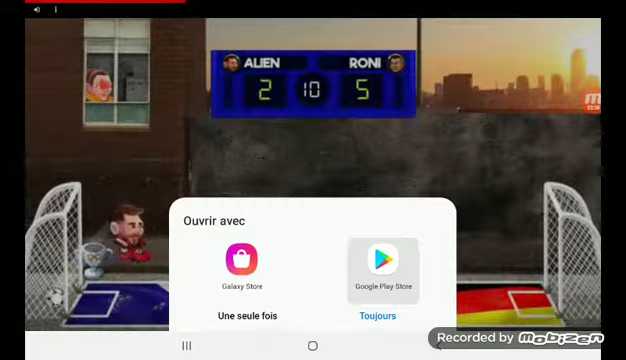 ALIEN
RONI
2
10
5
Ouvrir avec
Galaxy Store
Google Play Store
Une seule fois
Toujours
Recorded by mobizen